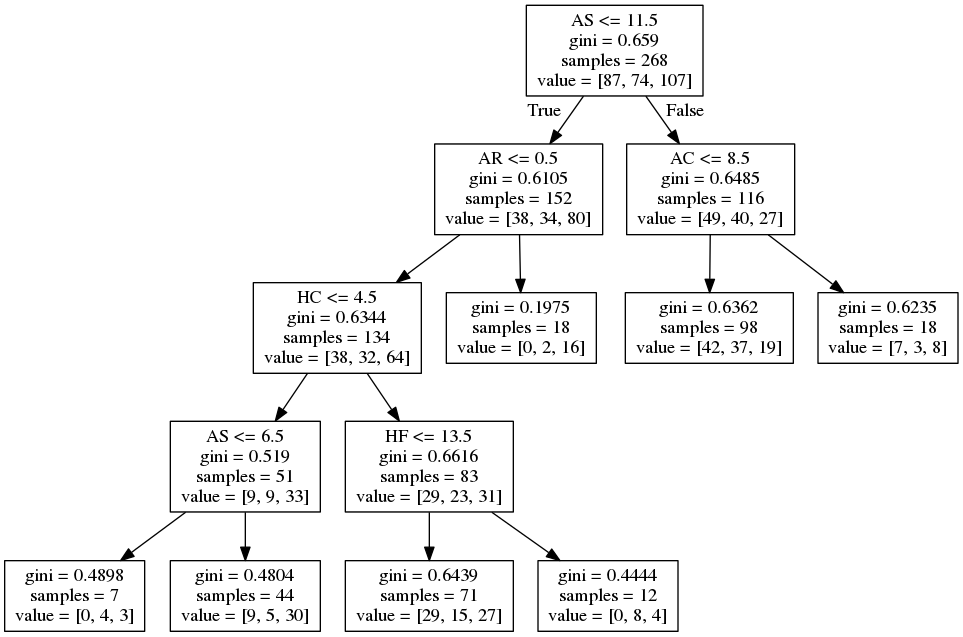 AS <= 11.5
gini = 0.659
samples = 268
value = [87, 74, 107]
True
False
AR <= 0.5
gini = 0.6105
samples = 152
value = [38, 34, 80]
AC <= 8.5
gini = 0.6485
samples = 116
value = [49, 40, 27]
HC <= 4.5
gini = 0.6344
samples = 134
value = [38, 32, 64]
gini = 0.1975
samples = 18
value = [0, 2, 16]
gini = 0.6362
samples = 98
value = [42, 37, 19]
gini = 0.6235
samples = 18
value = [7, 3, 8]
AS <= 6.5
gini = 0.519
samples = 51
value = [9, 9, 33]
HF <= 13.5
gini = 0.6616
samples = 83
value = [29, 23, 31]
gini = 0.4898
samples = 7
value = [0, 4, 3]
gini = 0.4804
samples = 44
value = [9, 5, 30]
gini = 0.6439
samples = 71
value = [29, 15, 27]
gini = 0.4444
samples = 12
value = [0, 8, 4]